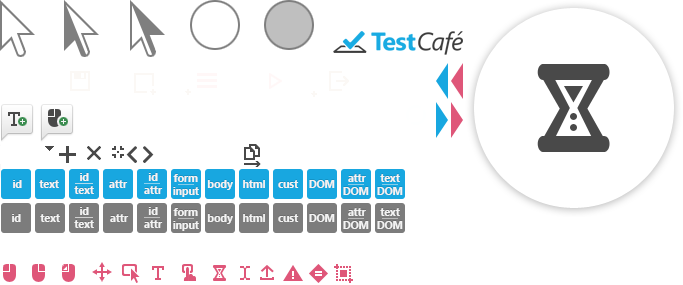 TestCafé
T
id text id text attr id attr form input body html cust DOM attr DOM text DOM
id text id text attr id attr form input body html cust DOM attr DOM text DOM
T